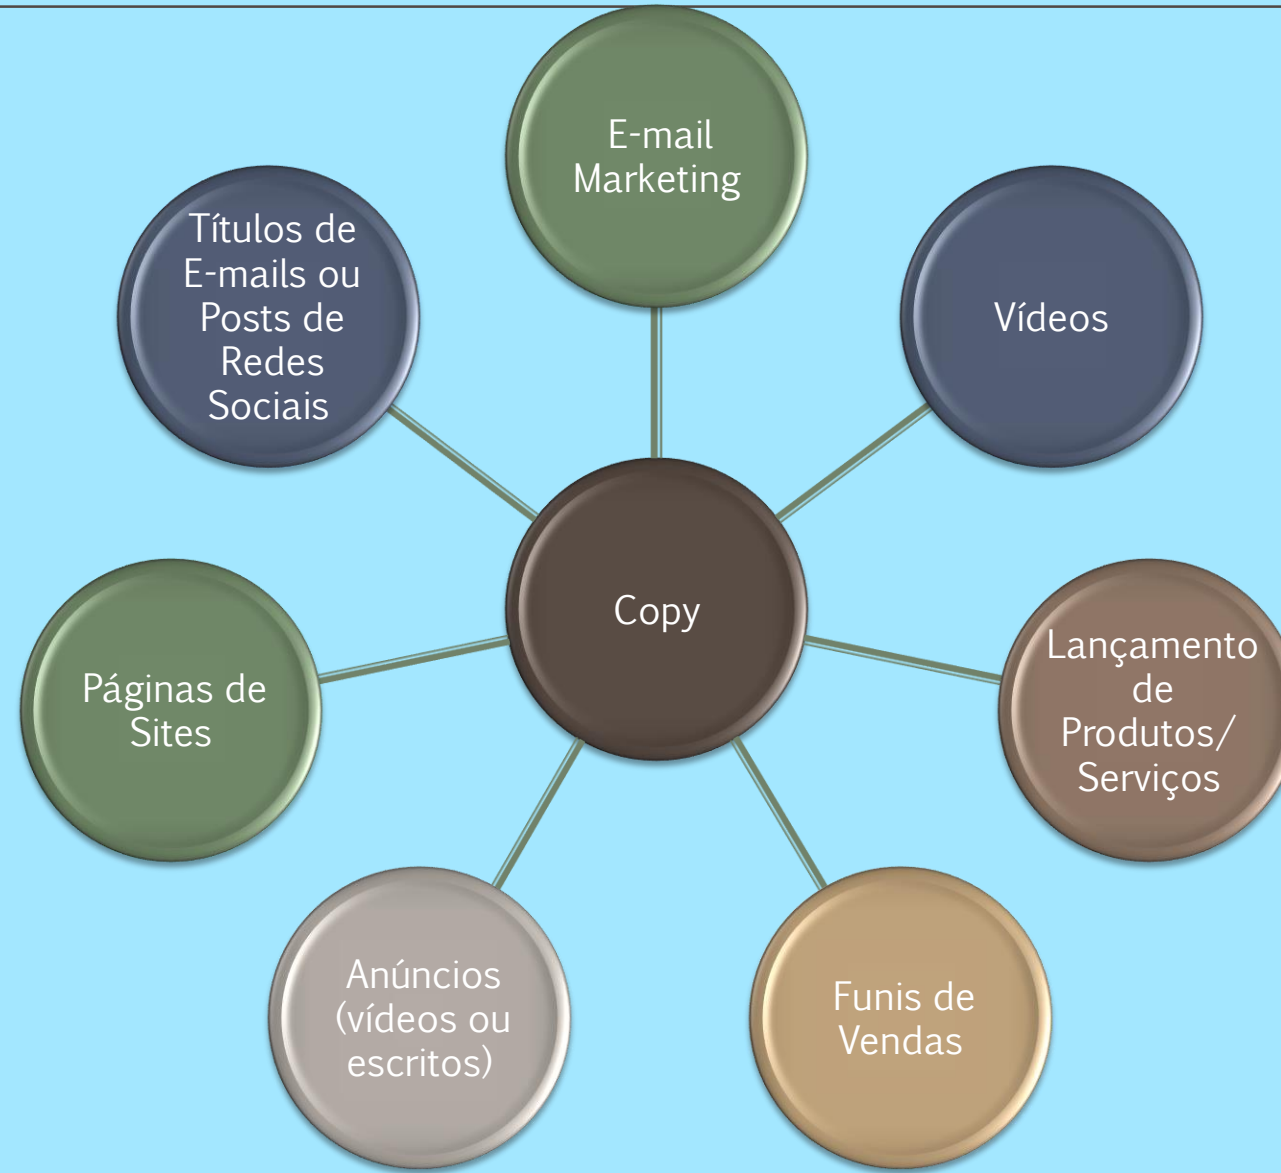 E-mail
Marketing
Vídeos
Lançamento
de
Produtos/
Serviços
Funis de
Vendas
Anúncios
(vídeos ou
escritos)
Páginas de
Sites
Títulos de
E-mails ou
Posts de
Redes
Sociais
Copy